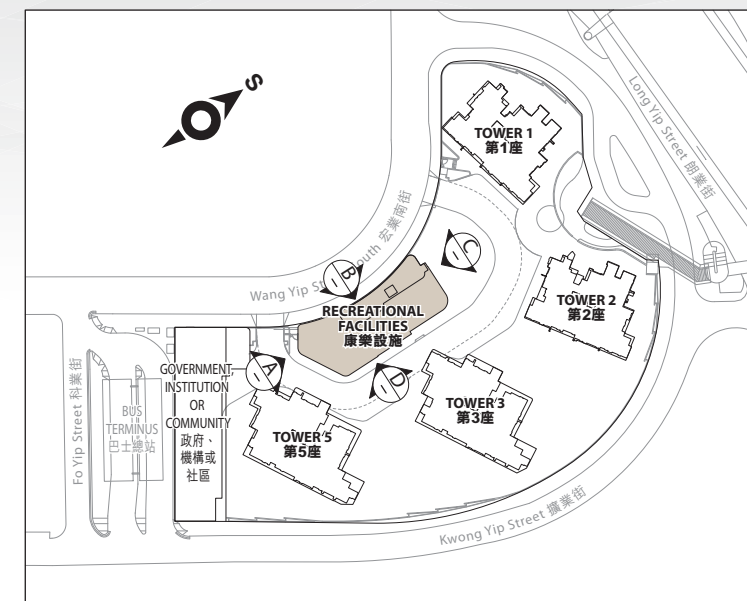 S
TOWER 1
第1座
Long Yip Street 朗業街
Wang Yip Street South 宏業南街
B
C
RECREATIONAL
FACILITIES
康樂設施
TOWER 2
第2座
A
D
GOVERNMENT,
INSTITUTION
OR
COMMUNITY
政府、
機構或
社區
BUS
TERMINUS
巴士總站
Fo Yip Street 科業街
TOWER 3
第3座
TOWER 5
第5座
Kwong Yip Street 擴業街